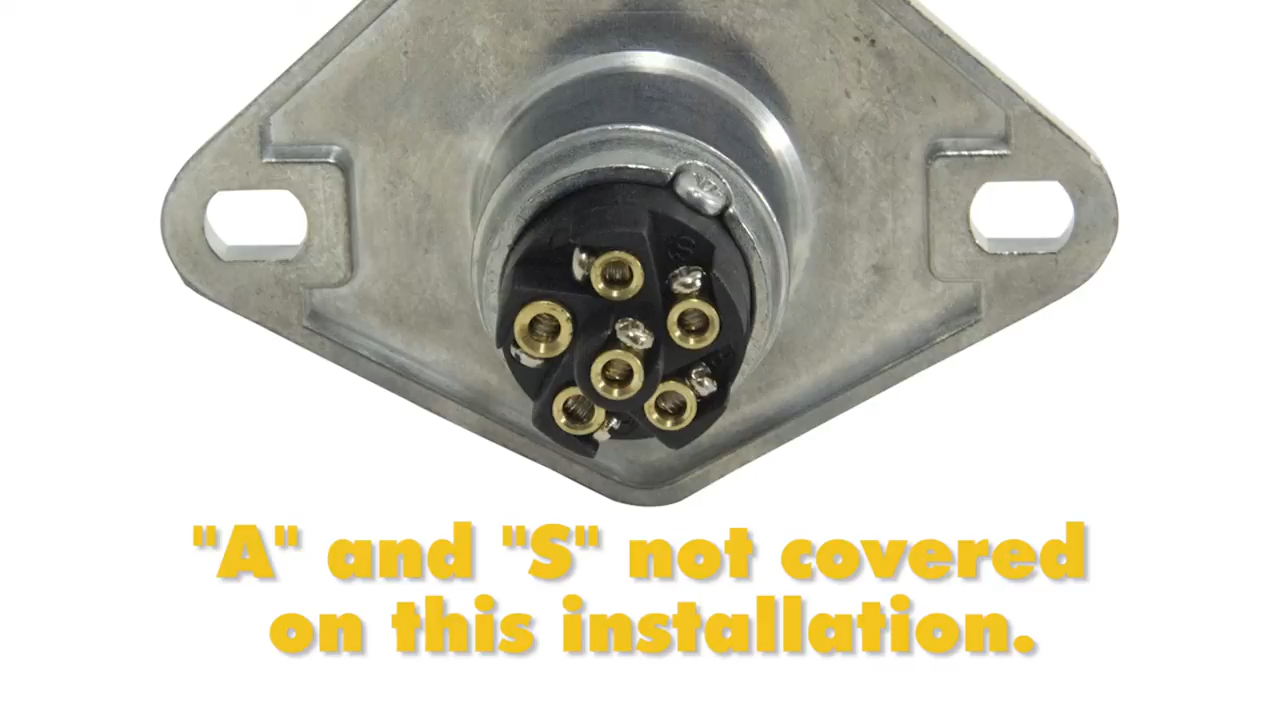 "A" and "S" not covered
on this installation.
S